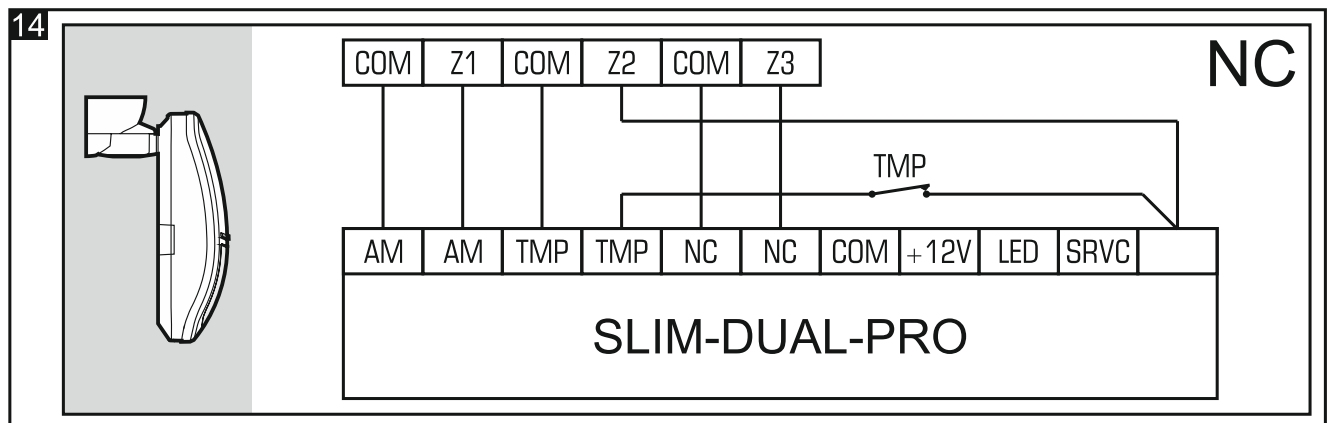 14
NC
COM Z1 COM Z2 COM Z3
TMP
AM AM TMP TMP NC NC COM +12V LED SRVC
SLIM-DUAL-PRO